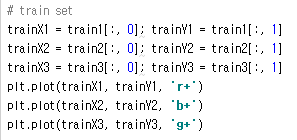 # train set
trainX1 = train1[:, 0]; trainY1 = train1[:, 1]
trainX2 = train2[:, 0]; trainY2 = train2[:, 1]
trainX3 = train3[:, 0]; trainY3 = train3[:, 1]
plt.plot(trainX1, trainY1, 'r+')
plt.plot(trainX2, trainY2, 'b+')
plt.plot(trainX3, trainY3, 'g+')